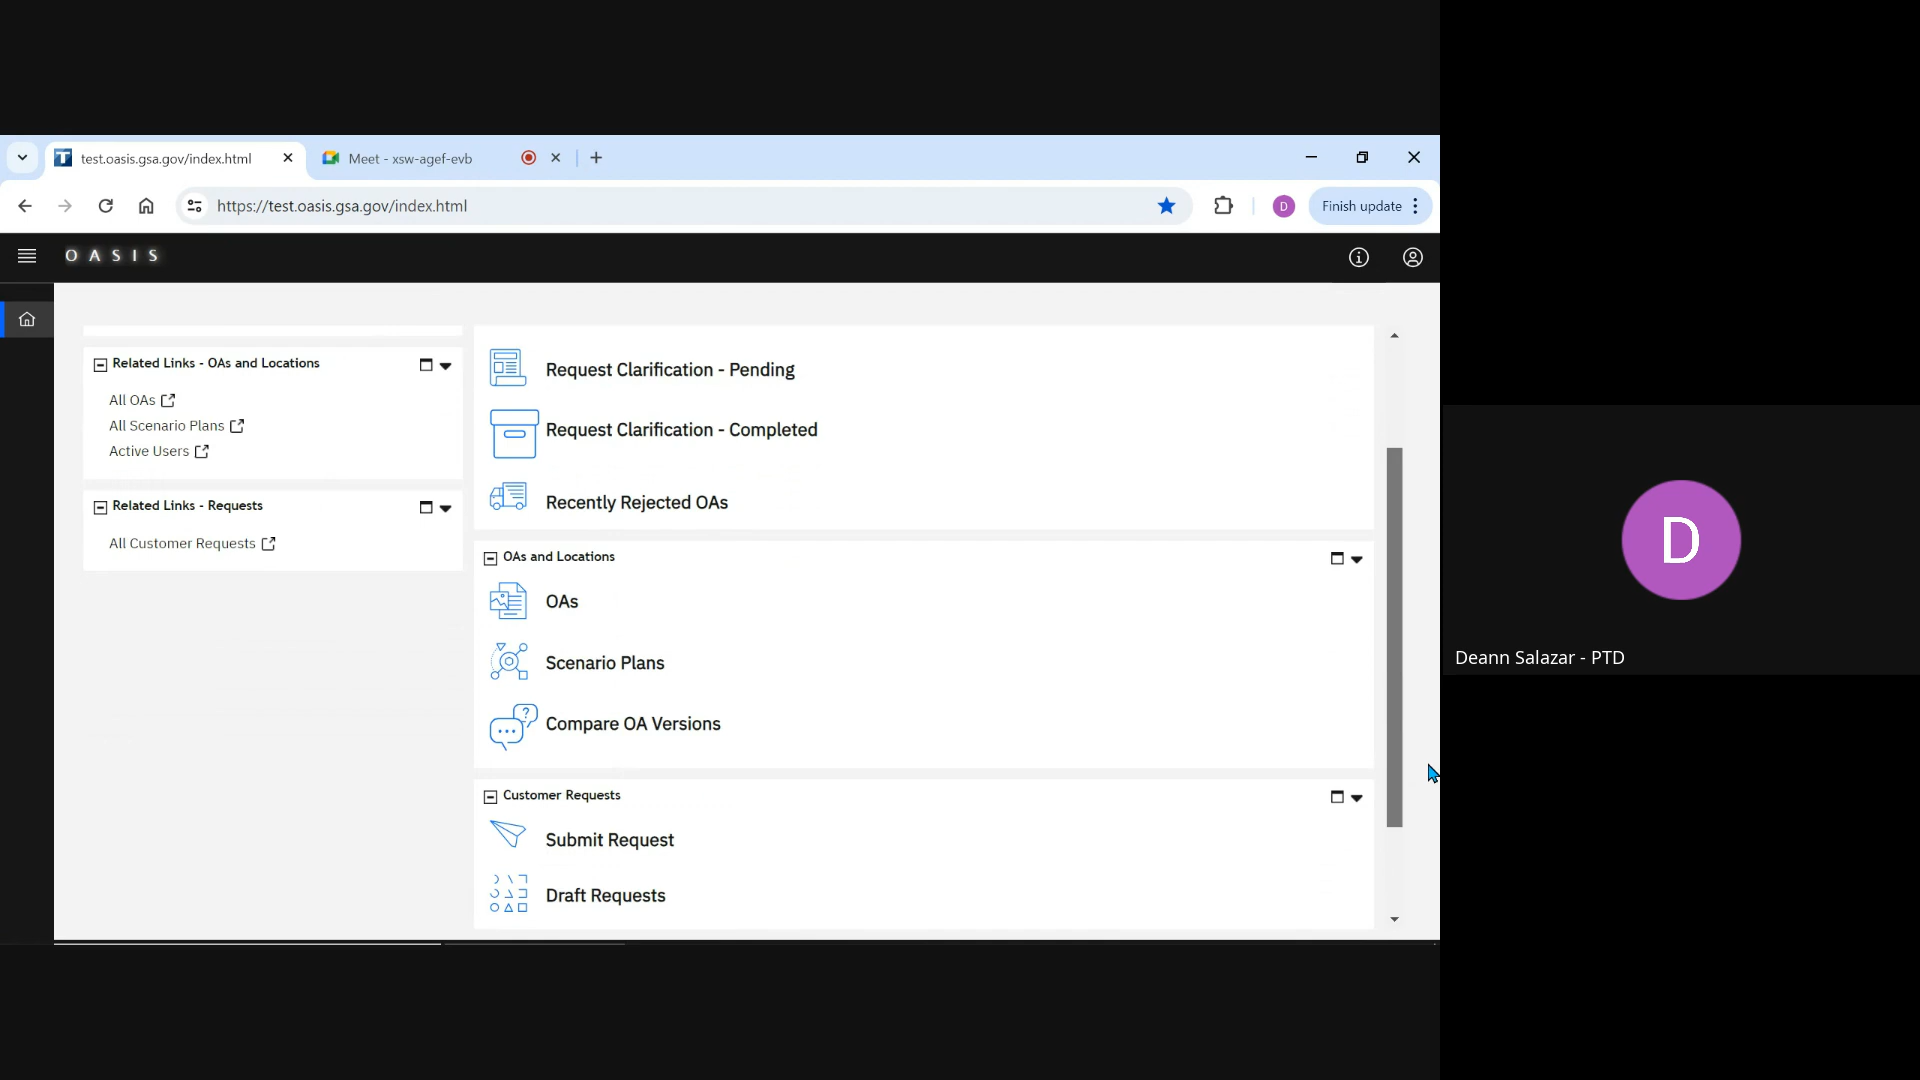 test.oasis.gsa.gov/index.html
Meet - xsw-agef-evb
https://test.oasis.gsa.gov/index.html
D
Finish update
O A S I S
Related Links - OAs and Locations
All OAs
All Scenario Plans
Active Users
Related Links - Requests
All Customer Requests
Request Clarification - Pending
Request Clarification - Completed
Recently Rejected OAs
OAs and Locations
OAs
Scenario Plans
Compare OA Versions
Customer Requests
Submit Request
Draft Requests
D
Deann Salazar - PTD